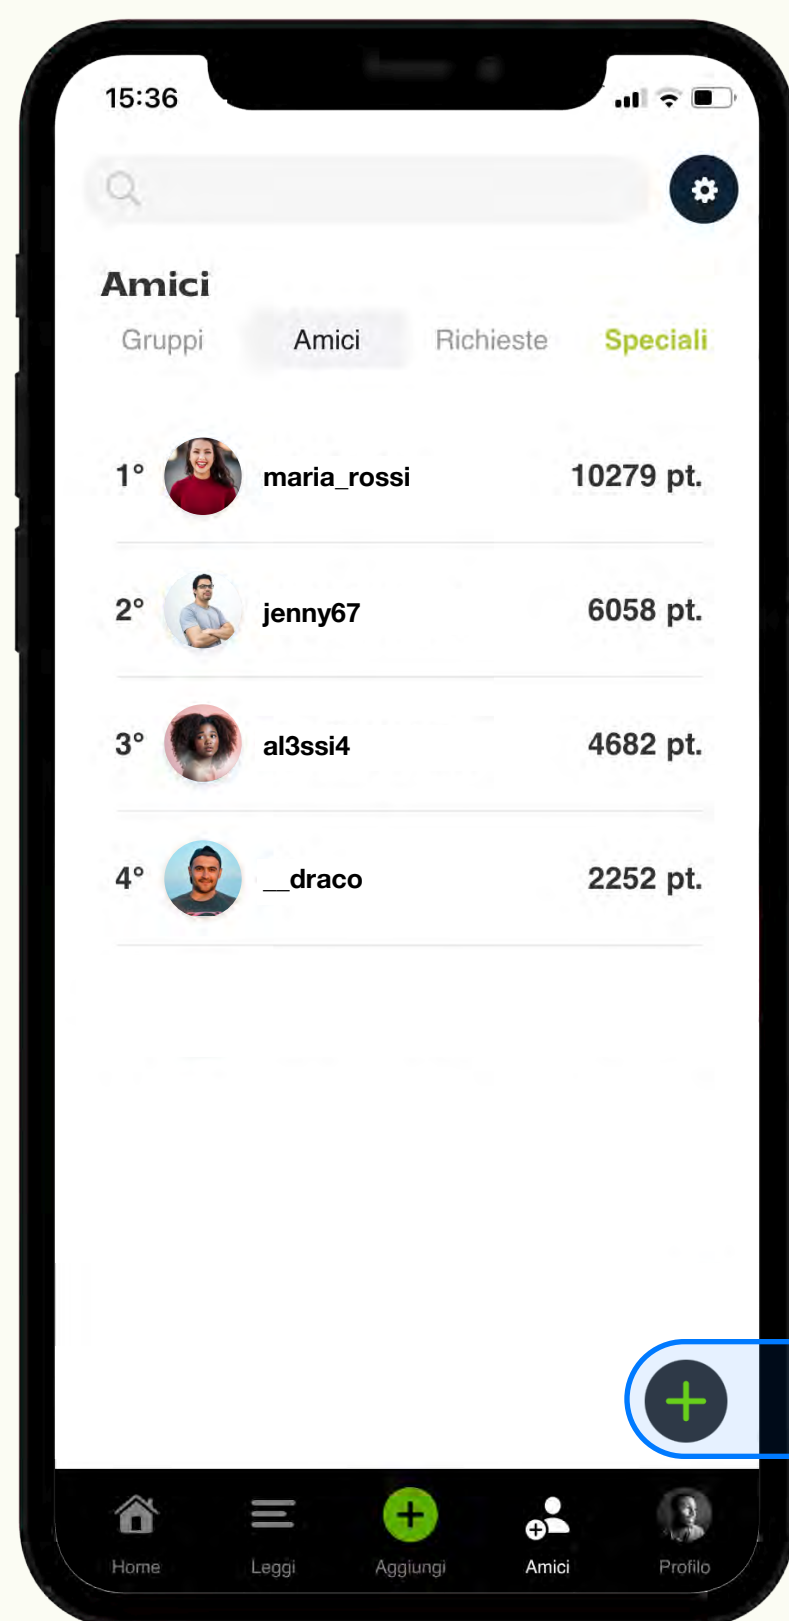 15:36
Amici
Gruppi Amici Richieste Speciali
1° maria_rossi 10279 pt.
2° jenny67 6058 pt.
3° al3ssi4 4682 pt.
4° __draco 2252 pt.
Home Leggi Aggiungi Amici Profilo